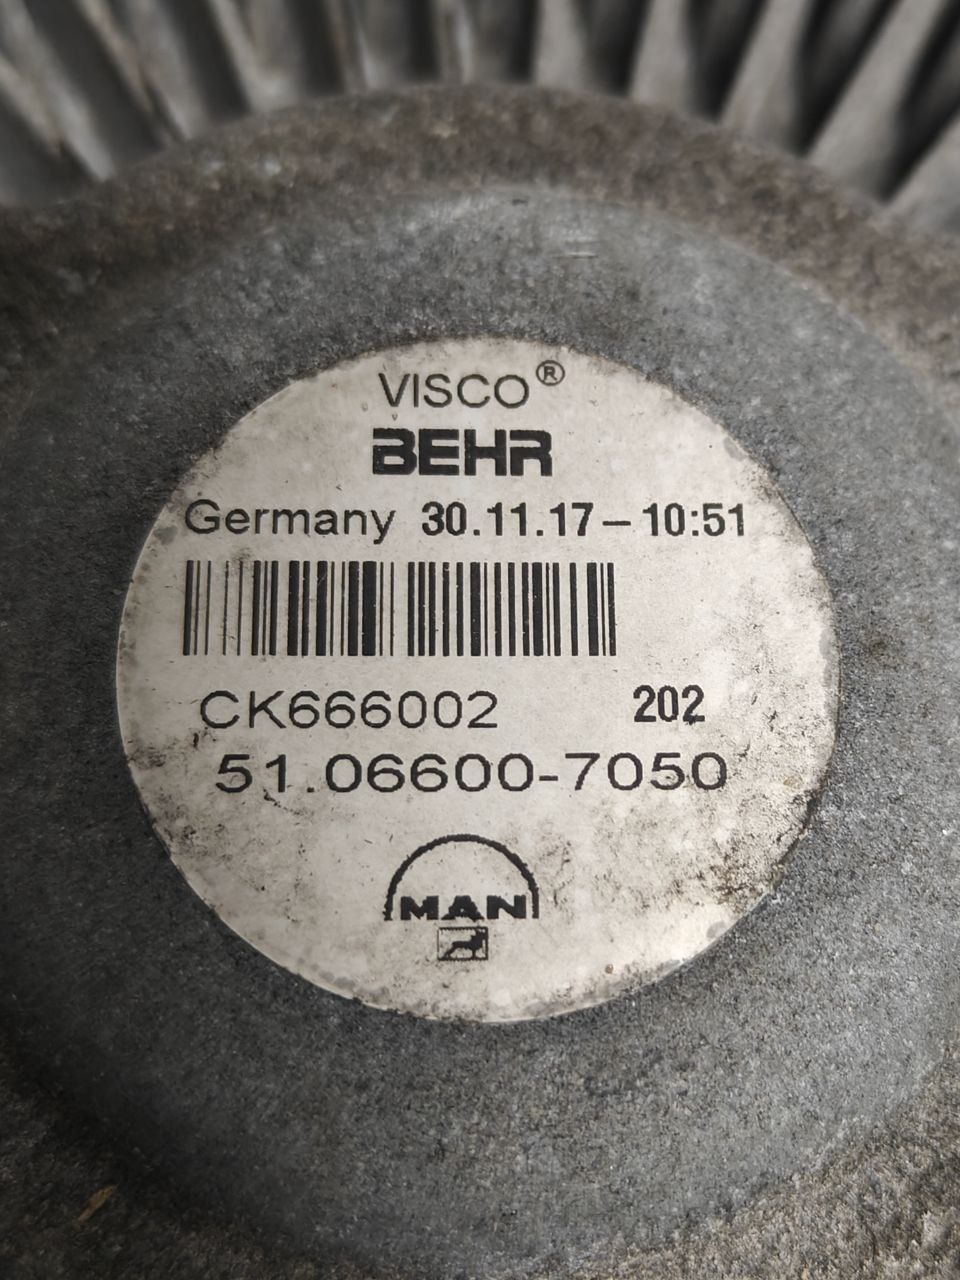 VISCO®
BEHR
Germany 30.11.17 – 10:51
CK666002 202
51.06600-7050
MAN